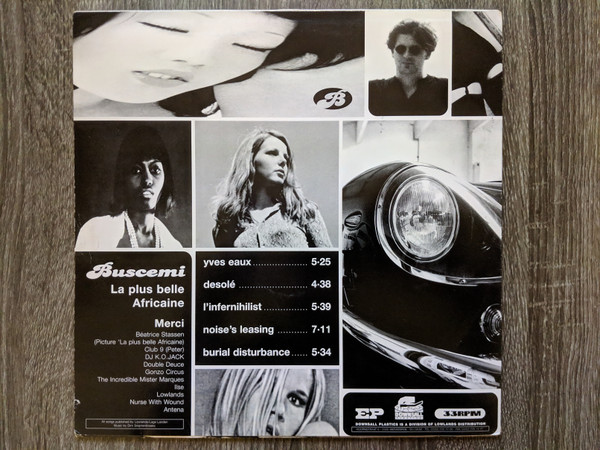 B
Buscemi
La plus belle
Africaine
Merci
Béatrice Stassen
(Picture 'La plus belle Africaine)
Club 9 (Peter)
DJ K.O.JACK
Double Deuce
Gonzo Circus
The Incredible Mister Marques
Ilse
Lowlands
Nurse With Wound
Antena
yves eaux 5-25
desolé 4-38
l'infernihilist 5-39
noise's leasing 7-11
burial disturbance 5-34
EP
DOWNSALL
33RPM
DOWNSALL PLASTICS IS A DIVISION OF LOWLANDS DISTRIBUTION